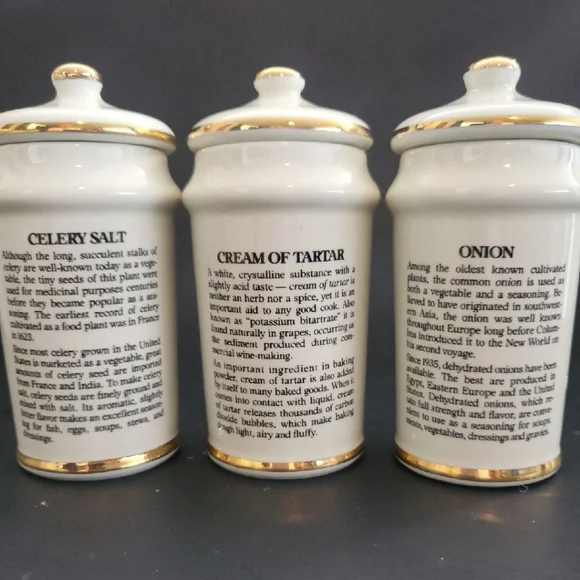 CELERY SALT
Although the long, succulent stalks of
celery are well-known today as a vege-
table, the tiny seeds of this plant were
used for medicinal purposes centuries
before they became popular as a sea-
soning. The earliest record of celery
cultivated as a food plant was in France
in 1623.
Since most celery grown in the United
States is marketed as a vegetable, great
amounts of celery seed are imported
from France and India. To make celery
salt, celery seeds are finely ground and
mixed with salt. Its aromatic, slightly
bitter flavor makes an excellent season-
ing for fish, eggs, soups, stews, and
dressings.
CREAM OF TARTAR
A white, crystalline substance with a
slightly acid taste — cream of tartar is
neither an herb nor a spice, yet it is an
important aid to any good cook. Also
known as "potassium bitartrate" it is
found naturally in grapes, occurring as
the sediment produced during com-
mercial wine-making.
An important ingredient in baking
powder, cream of tartar is also added
by itself to many baked goods. When it
comes into contact with liquid, cream
of tartar releases thousands of carbon
dioxide bubbles, which make baking
dough light, airy and fluffy.
ONION
Among the oldest known cultivated
plants, the common onion is used as
both a vegetable and a seasoning. Be-
lieved to have originated in southwest-
ern Asia, the onion was well known
throughout Europe long before Colum-
bus introduced it to the New World on
his second voyage.
Since 1935, dehydrated onions have been
available. The best are produced in
Egypt, Eastern Europe and the United
States. Dehydrated onions, which re-
tain full strength and flavor, are conve-
nient to use as a seasoning for soups,
meats, vegetables, dressings and gravies.